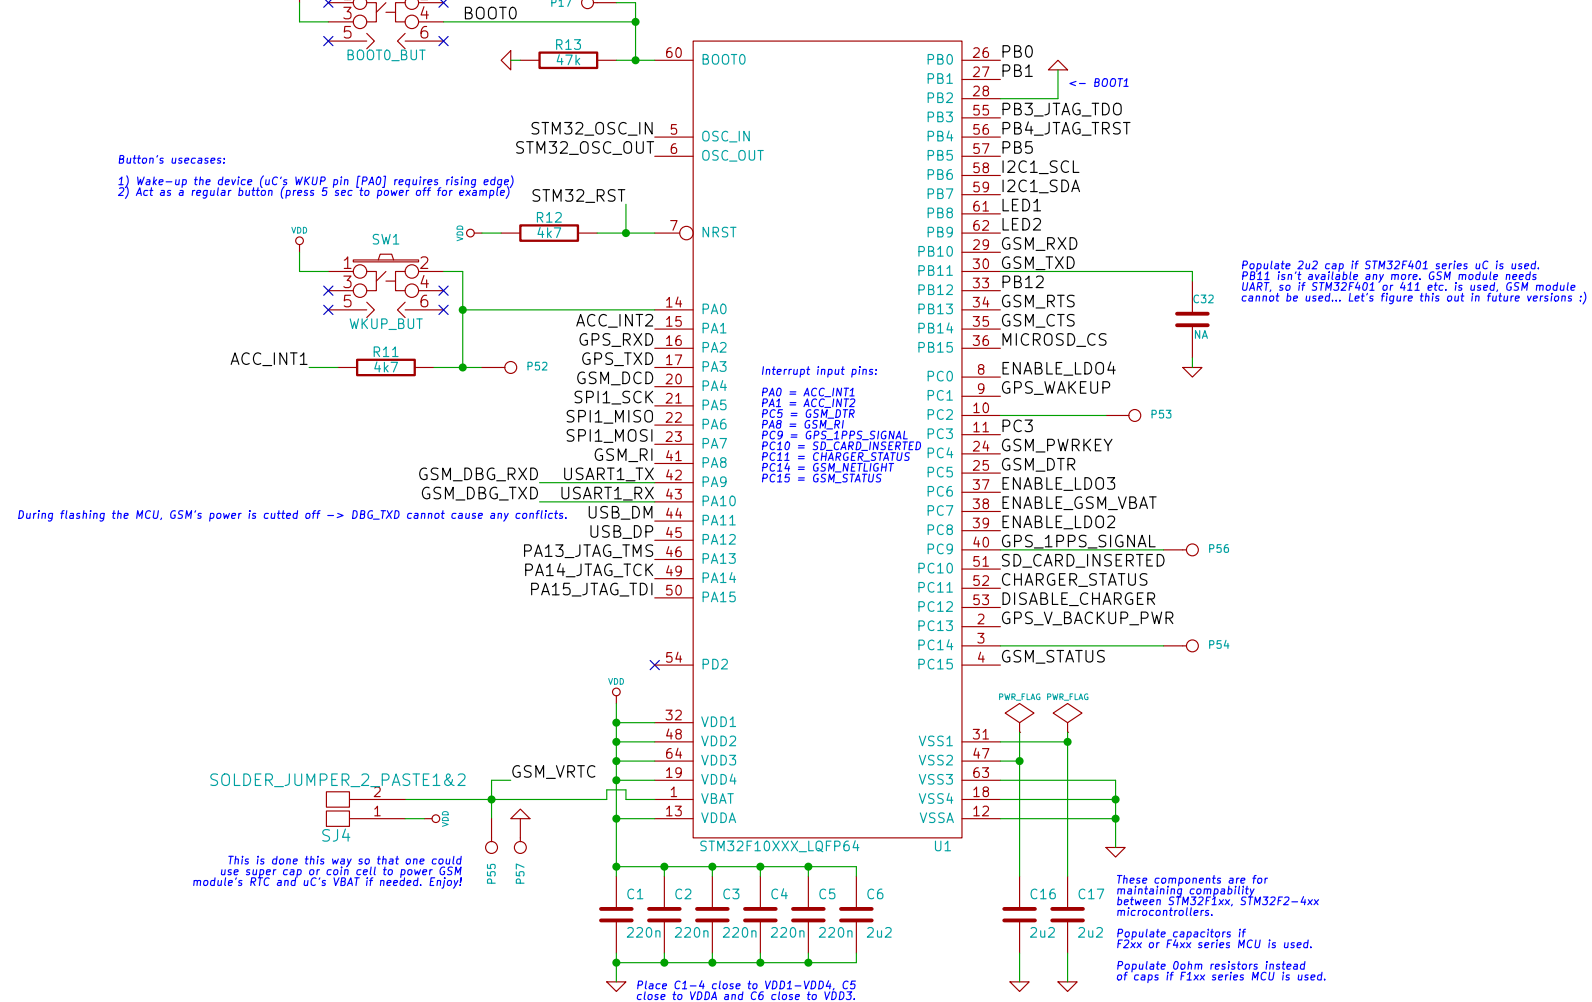 P17
3 4 BOOT0
5 6
BOOT0_BUT
R13
47k
60 BOOT0
STM32_OSC_IN 5 OSC_IN
STM32_OSC_OUT 6 OSC_OUT
Button's usecases:
1) Wake-up the device (uC's WKUP pin [PA0] requires rising edge)
2) Act as a regular button (press 5 sec to power off for example)
STM32_RST
VDD R12 4k7 7 NRST
VDD
SW1
1 2
3 4
5 6
WKUP_BUT
ACC_INT1 R11 4k7 P52
14 PA0
ACC_INT2 15 PA1
GPS_RXD 16 PA2
GPS_TXD 17 PA3
GSM_DCD 20 PA4
SPI1_SCK 21 PA5
SPI1_MISO 22 PA6
SPI1_MOSI 23 PA7
GSM_RI 41 PA8
GSM_DBG_RXD USART1_TX 42 PA9
GSM_DBG_TXD USART1_RX 43 PA10
During flashing the MCU, GSM's power is cutted off -> DBG_TXD cannot cause any conflicts.
USB_DM 44 PA11
USB_DP 45 PA12
PA13_JTAG_TMS 46 PA13
PA14_JTAG_TCK 49 PA14
PA15_JTAG_TDI 50 PA15
54 PD2
VDD
32 VDD1
48 VDD2
64 VDD3
19 VDD4
1 VBAT
13 VDDA
GSM_VRTC
SOLDER_JUMPER_2_PASTE1&2
2
1 VDD
SJ4
P55 P57
This is done this way so that one could
use super cap or coin cell to power GSM
module's RTC and uC's VBAT if needed. Enjoy!
Interrupt input pins:
PA0 = ACC_INT1
PA1 = ACC_INT2
PC5 = GSM_DTR
PA8 = GSM_RI
PC9 = GPS_1PPS_SIGNAL
PC10 = SD_CARD_INSERTED
PC11 = CHARGER_STATUS
PC14 = GSM_NETLIGHT
PC15 = GSM_STATUS
STM32F10XXX_LQFP64 U1
PB0 26 PB0
PB1 27 PB1
PB2 28
<- BOOT1
PB3 55 PB3_JTAG_TDO
PB4 56 PB4_JTAG_TRST
PB5 57 PB5
PB6 58 I2C1_SCL
PB7 59 I2C1_SDA
PB8 61 LED1
PB9 62 LED2
PB10 29 GSM_RXD
PB11 30 GSM_TXD
PB12 33 PB12
PB13 34 GSM_RTS
PB14 35 GSM_CTS
PB15 36 MICROSD_CS
PC0 8 ENABLE_LDO4
PC1 9 GPS_WAKEUP
PC2 10 P53
PC3 11 PC3
PC4 24 GSM_PWRKEY
PC5 25 GSM_DTR
PC6 37 ENABLE_LDO3
PC7 38 ENABLE_GSM_VBAT
PC8 39 ENABLE_LDO2
PC9 40 GPS_1PPS_SIGNAL P56
PC10 51 SD_CARD_INSERTED
PC11 52 CHARGER_STATUS
PC12 53 DISABLE_CHARGER
PC13 2 GPS_V_BACKUP_PWR
PC14 3 P54
PC15 4 GSM_STATUS
Populate 2u2 cap if STM32F401 series uC is used.
PB11 isn't available any more. GSM module needs
UART, so if STM32F401 or 411 etc. is used, GSM module
cannot be used... Let's figure this out in future versions :)
C32
NA
PWR_FLAG PWR_FLAG
VSS1 31
VSS2 47
VSS3 63
VSS4 18
VSSA 12
C1 C2 C3 C4 C5 C6
220n 220n 220n 220n 220n 2u2
Place C1-4 close to VDD1-VDD4, C5
close to VDDA and C6 close to VDD3.
C16 C17
2u2 2u2
These components are for
maintaining compability
between STM32F1xx, STM32F2-4xx
microcontrollers.
Populate capacitors if
F2xx or F4xx series MCU is used.
Populate 0ohm resistors instead
of caps if F1xx series MCU is used.